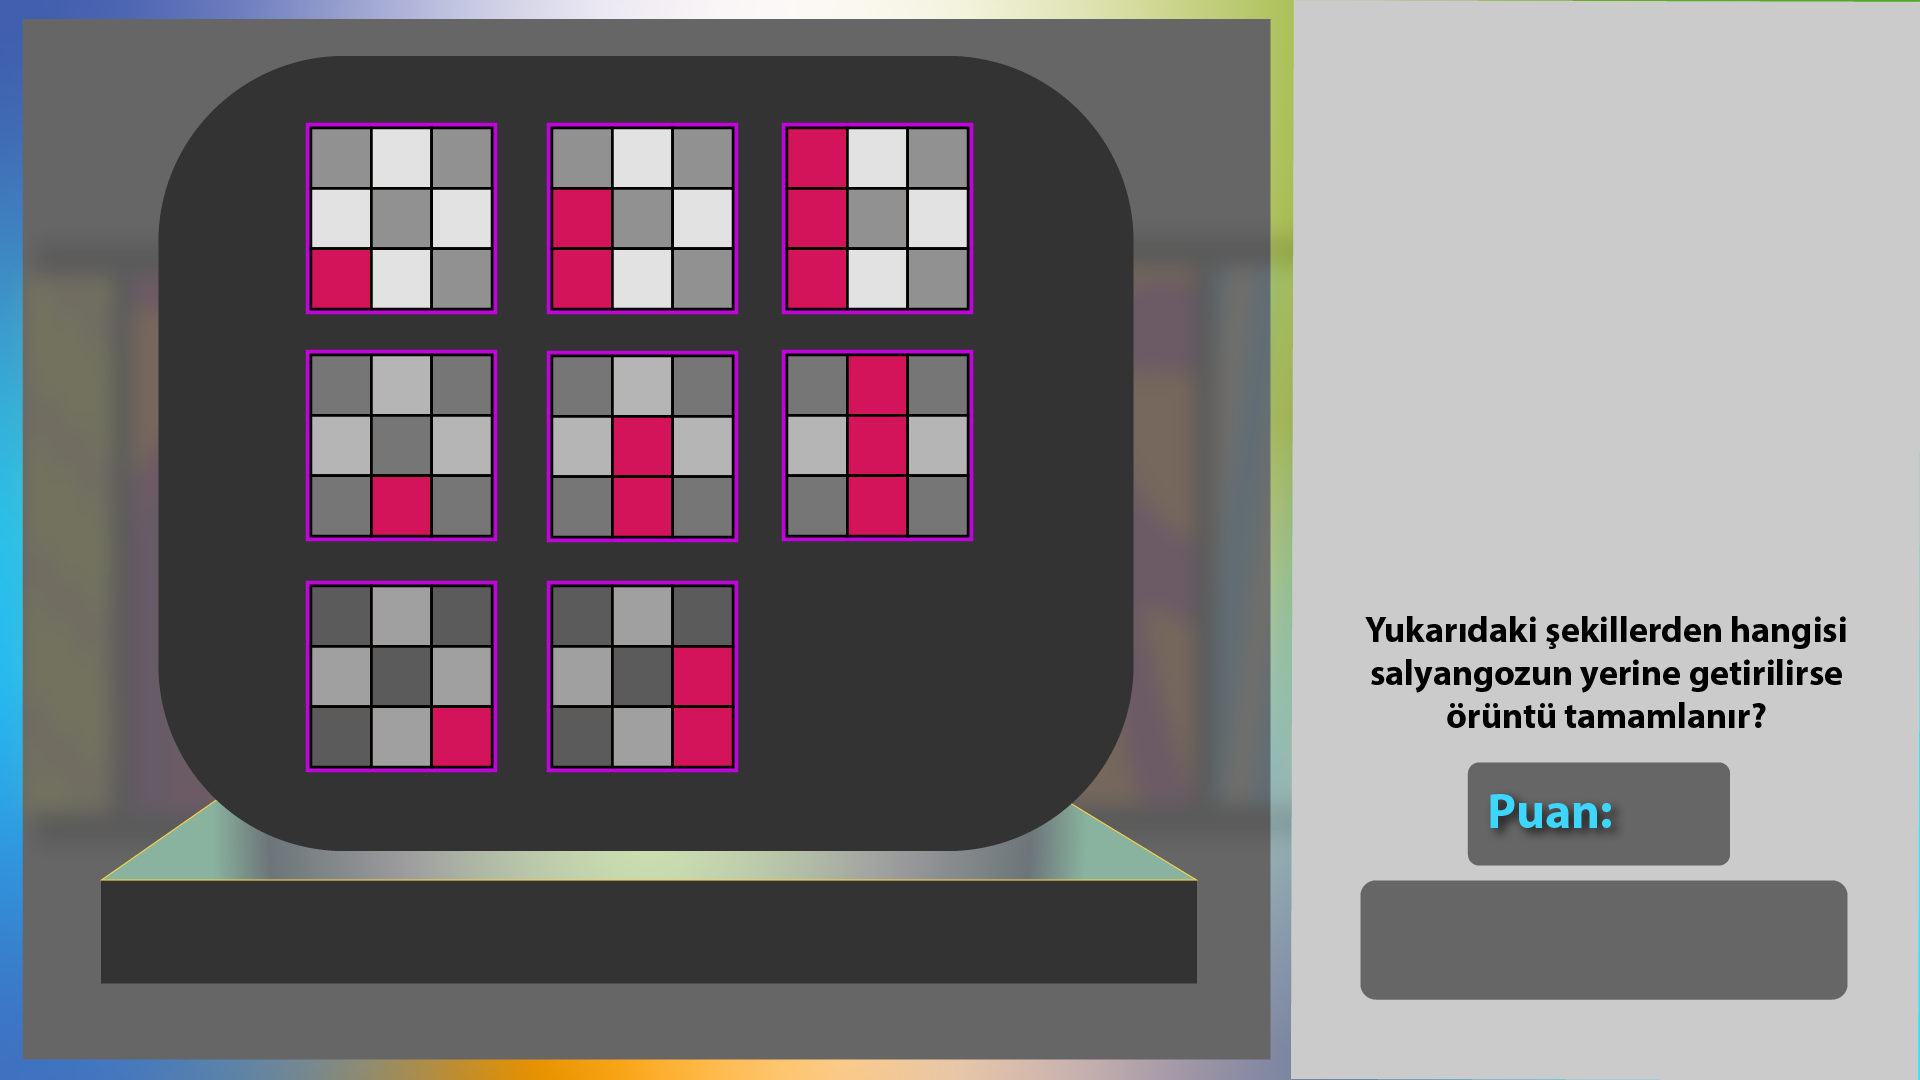 Yukarıdaki şekillerden hangisi
salyangozun yerine getirilirse
örüntü tamamlanır?
Puan: